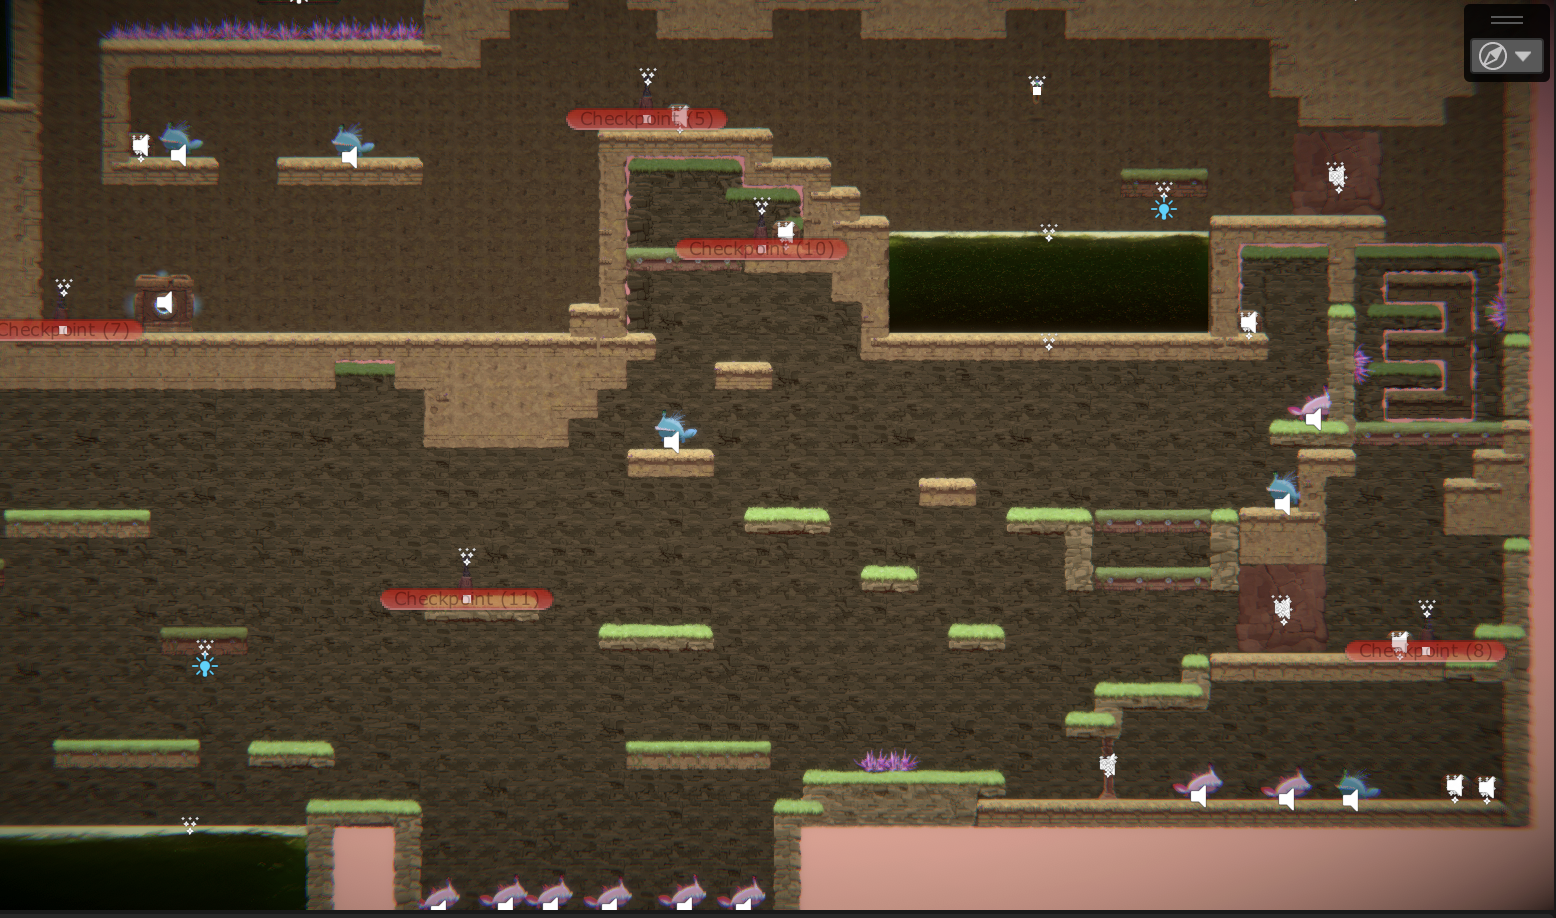 Checkpoint (5)
Checkpoint (10)
Checkpoint (7)
Checkpoint (11)
Checkpoint (8)